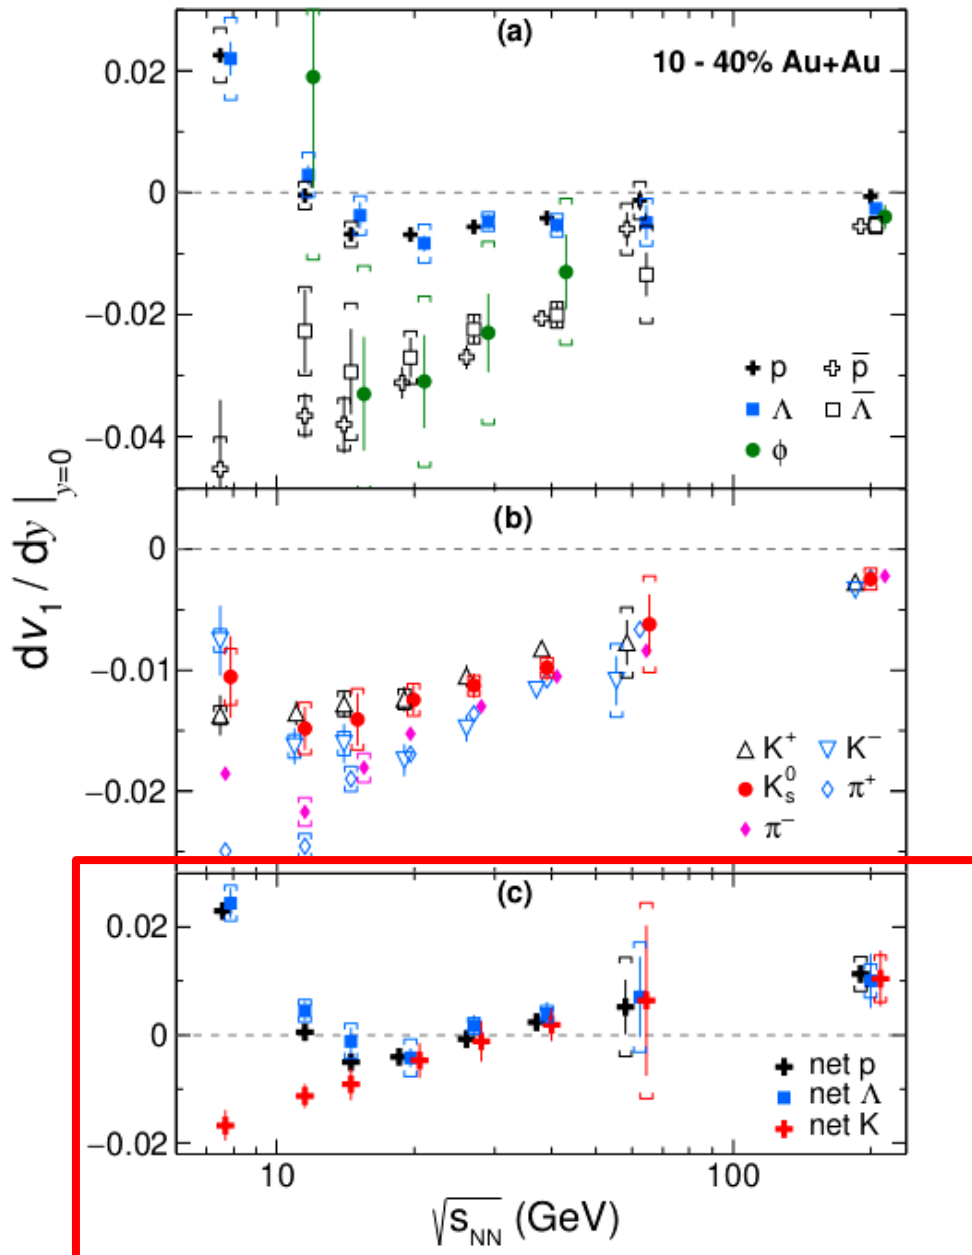 (a)
10 - 40% Au+Au
0.02
0
−0.02
−0.04
p p̅
Λ Λ̅
ϕ
dv₁ / dy |y=0
(b)
0
−0.01
−0.02
K⁺ K⁻
K⁰ₛ π⁺
π⁻
(c)
0.02
0
−0.02
net p
net Λ
net K
10 100
√sNN (GeV)